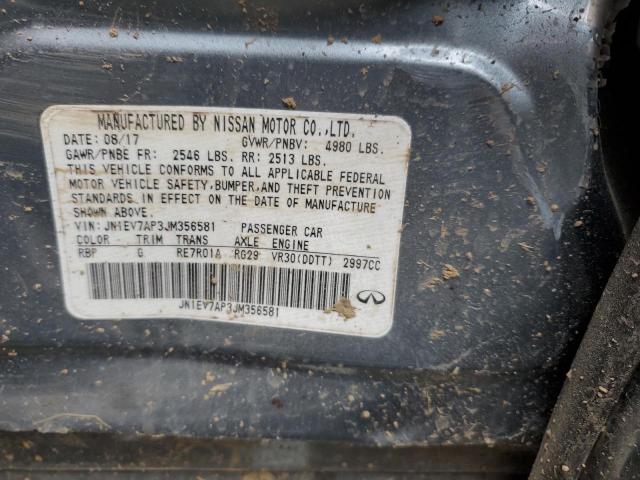 MANUFACTURED BY NISSAN MOTOR CO.,LTD.
DATE: 08/17 GVWR/PNBV: 4980 LBS.
GAWR/PNBE FR: 2546 LBS. RR: 2513 LBS.
THIS VEHICLE CONFORMS TO ALL APPLICABLE FEDERAL
MOTOR VEHICLE SAFETY, BUMPER, AND THEFT PREVENTION
STANDARDS IN EFFECT ON THE DATE OF MANUFACTURE
SHOWN ABOVE.
VIN: JN1EV7AP3JM356581 PASSENGER CAR
COLOR TRIM TRANS AXLE ENGINE
RBP G RE7R01A RG29 VR30(DDTT) 2997CC
JN1EV7AP3JM356581